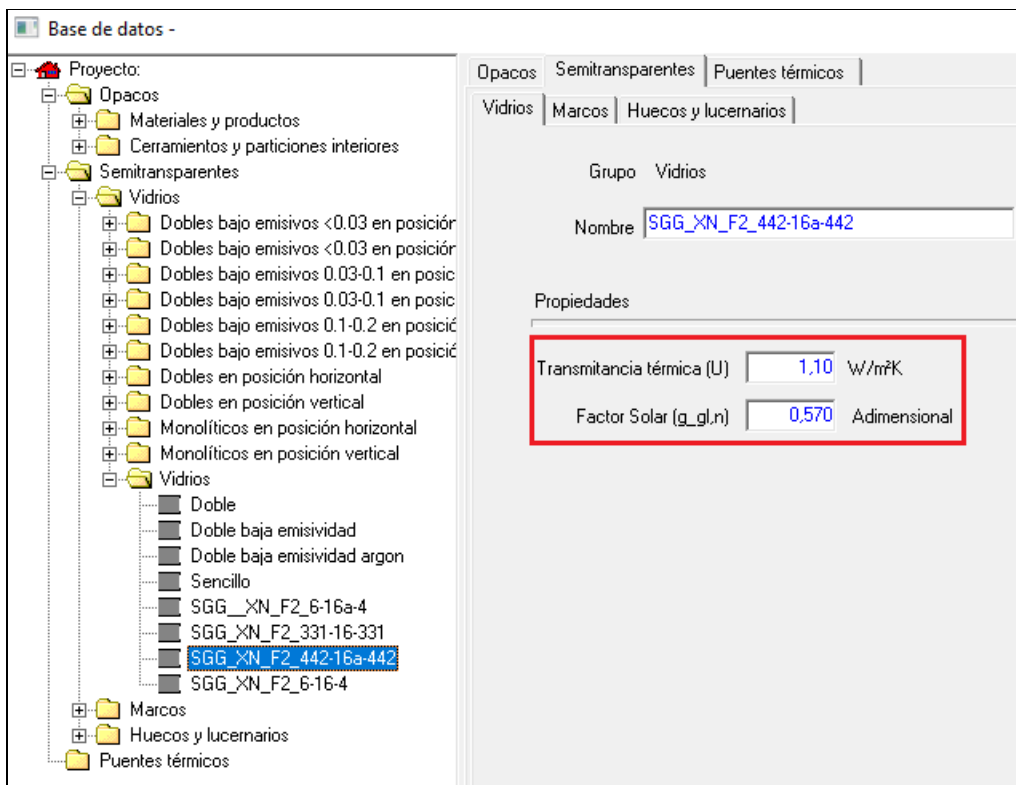 Base de datos -
Proyecto:
Opacos
Materiales y productos
Cerramientos y particiones interiores
Semitransparentes
Vidrios
Dobles bajo emisivos <0.03 en posición
Dobles bajo emisivos <0.03 en posición
Dobles bajo emisivos 0.03-0.1 en posic
Dobles bajo emisivos 0.03-0.1 en posic
Dobles bajo emisivos 0.1-0.2 en posició
Dobles bajo emisivos 0.1-0.2 en posició
Dobles en posición horizontal
Dobles en posición vertical
Monolíticos en posición horizontal
Monolíticos en posición vertical
Vidrios
Doble
Doble baja emisividad
Doble baja emisividad argon
Sencillo
SGG__XN_F2_6-16a-4
SGG_XN_F2_331-16-331
SGG_XN_F2_442-16a-442
SGG_XN_F2_6-16-4
Marcos
Huecos y lucernarios
Puentes térmicos
Opacos Semitransparentes Puentes térmicos
Vidrios Marcos Huecos y lucernarios
Grupo Vidrios
Nombre SGG_XN_F2_442-16a-442
Propiedades
Transmitancia térmica (U) 1,10 W/m²K
Factor Solar (g_gl,n) 0,570 Adimensional